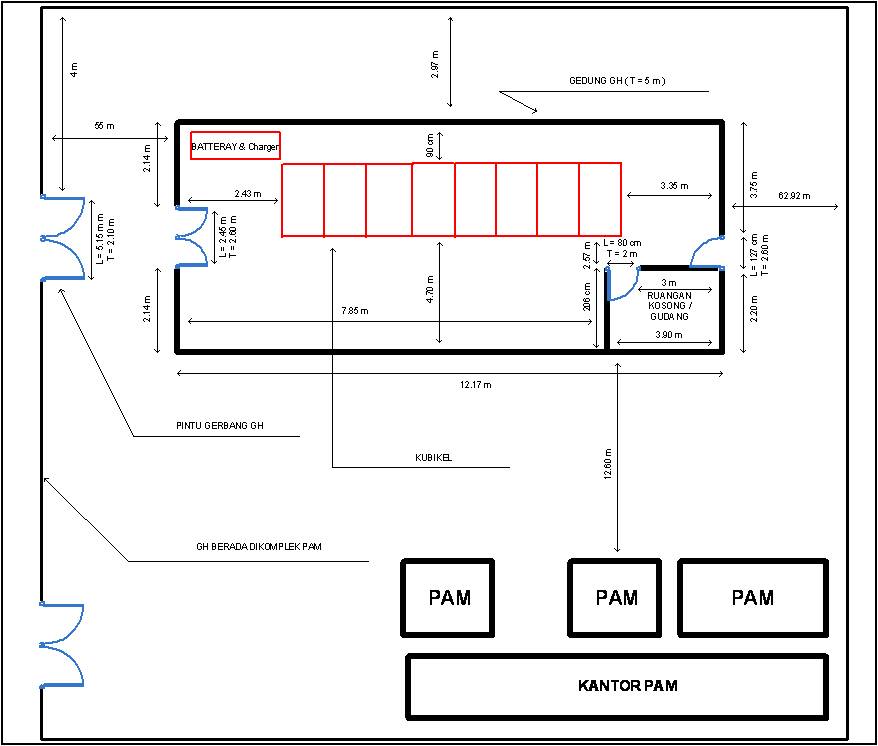 4 m
2.97 m
GEDUNG GH ( T = 5 m )
55 m
2.14 m
BATTERAY & Charger
90 cm
2.43 m
3.35 m
3.75 m
62.92 m
L = 5.15 m m
T = 2.10 m
L = 2.45 m
T = 2.60 m
L = 80 cm
T = 2 m
2.57 m
L = 127 cm
T = 2.60 m
2.14 m
4.70 m
206 cm
3 m
RUANGAN
KOSONG /
GUDANG
2.20 m
7.85 m
3.90 m
12.17 m
PINTU GERBANG GH
KUBIKEL
12.60 m
GH BERADA DIKOMPLEK PAM
PAM
PAM
PAM
KANTOR PAM